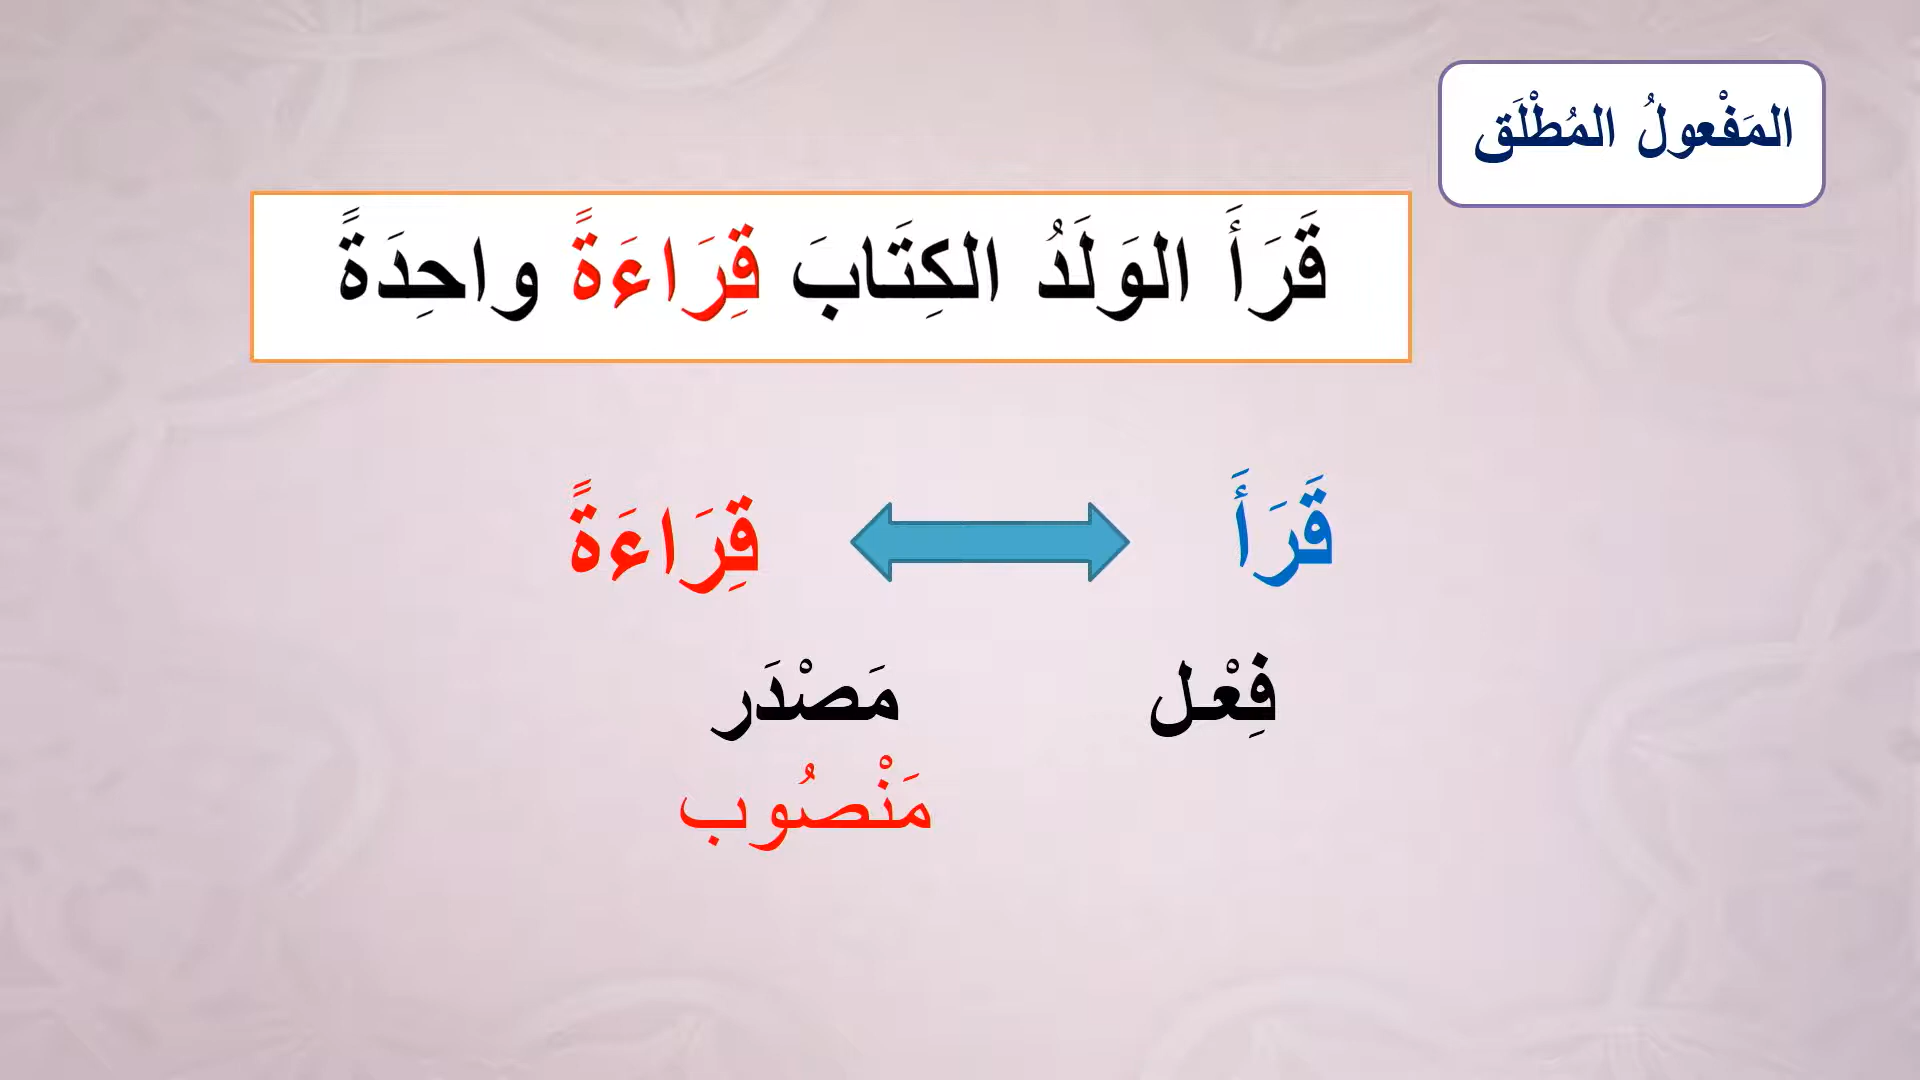 المَفْعولُ المُطْلَق
قَرَأَ الوَلَدُ الكِتَابَ قِرَاءَةً واحِدَةً
قَرَأَ قِرَاءَةً
فِعْل مَصْدَر
مَنْصُوب